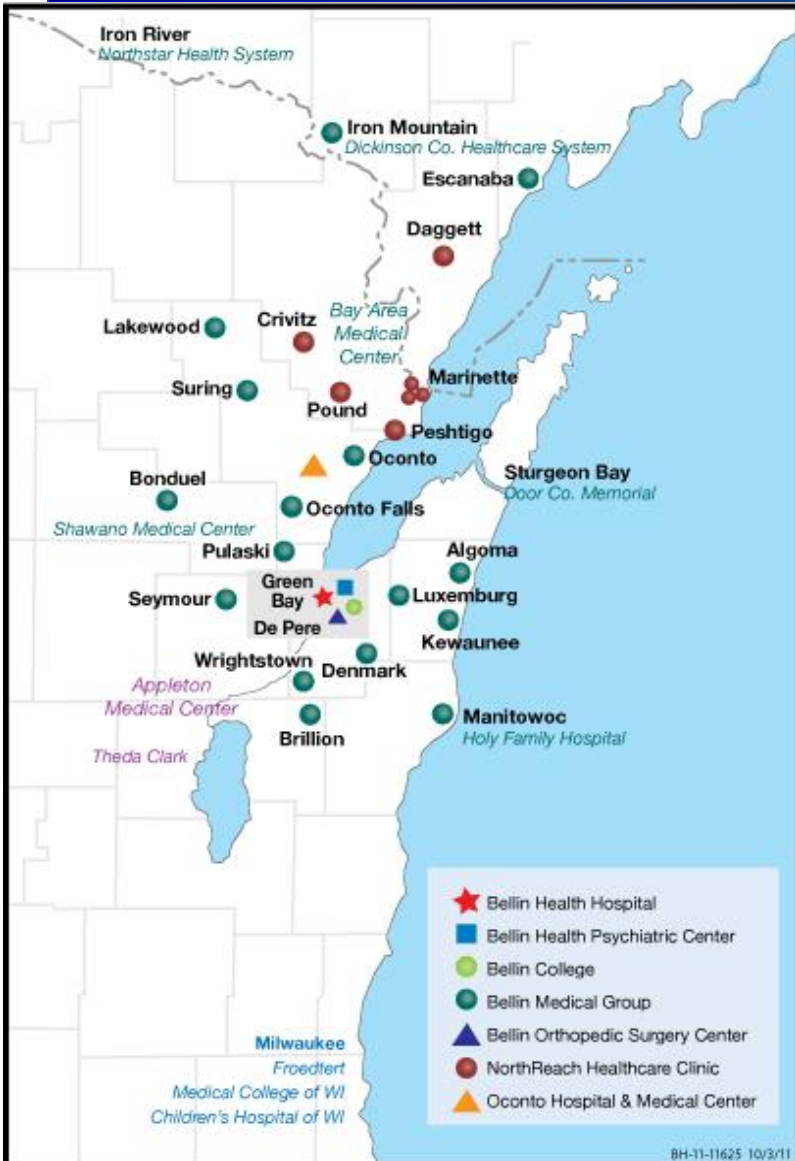 Iron River
Northstar Health System
Iron Mountain
Dickinson Co. Healthcare System
Escanaba
Daggett
Lakewood
Crivitz
Bay Area
Medical
Center
Suring
Pound
Marinette
Peshtigo
Oconto
Bonduel
Sturgeon Bay
Door Co. Memorial
Oconto Falls
Shawano Medical Center
Pulaski
Algoma
Green
Bay
Seymour
Luxemburg
De Pere
Kewaunee
Wrightstown
Denmark
Appleton
Medical Center
Brillion
Manitowoc
Holy Family Hospital
Theda Clark
Bellin Health Hospital
Bellin Health Psychiatric Center
Bellin College
Bellin Medical Group
Bellin Orthopedic Surgery Center
NorthReach Healthcare Clinic
Oconto Hospital & Medical Center
Milwaukee
Froedtert
Medical College of WI
Children's Hospital of WI
BH-11-11625 10/3/11